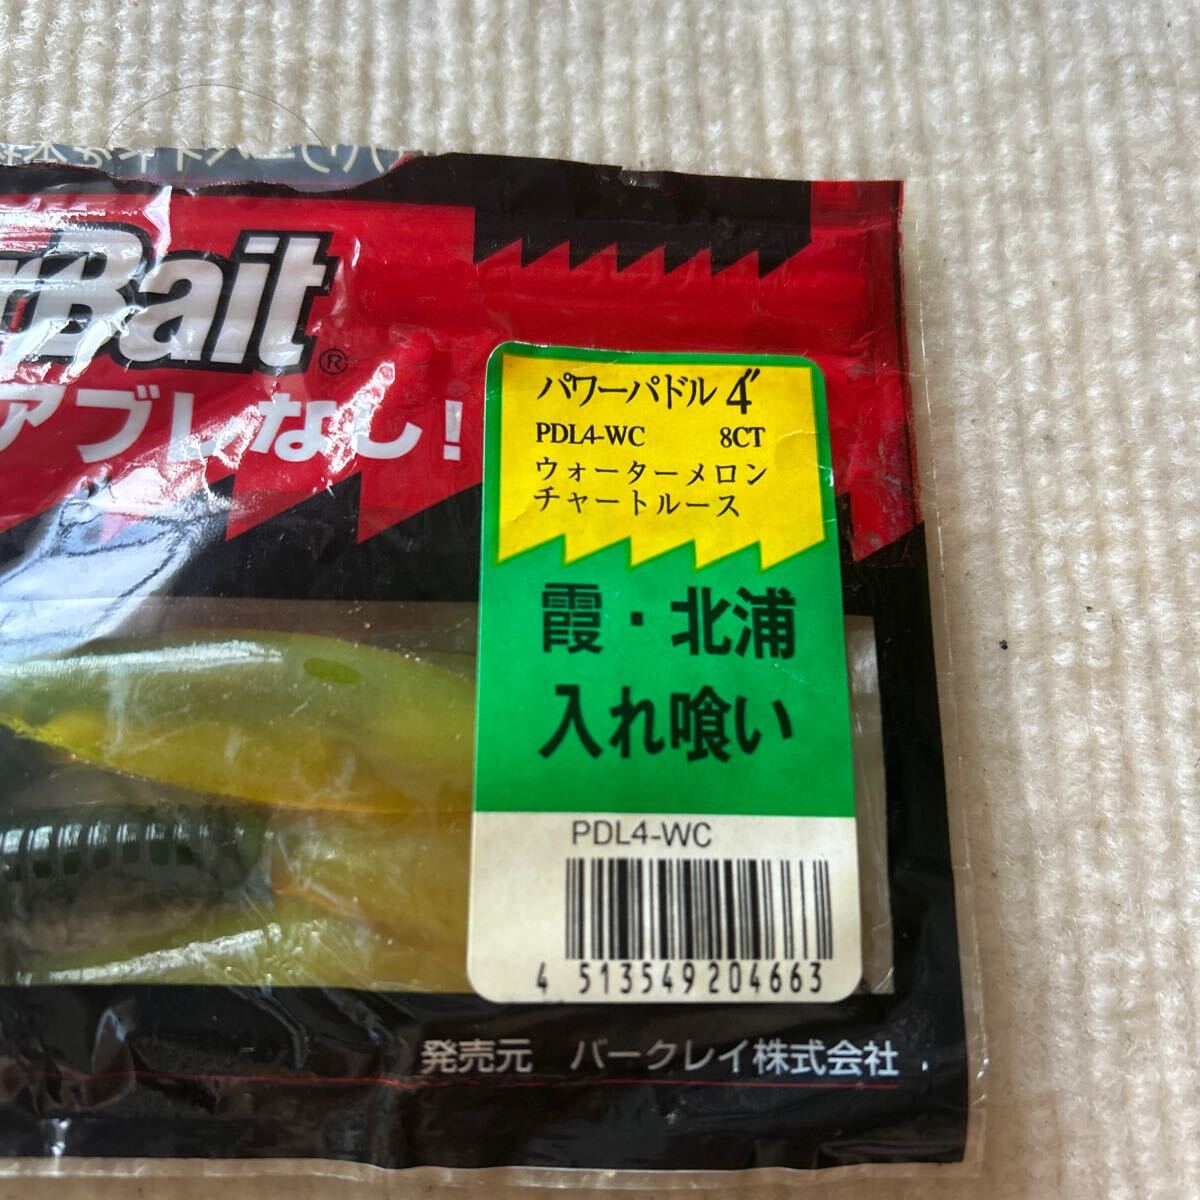 rBait®
アブレなし!
パワーパドル 4"
PDL4-WC 8CT
ウォーターメロン
チャートルース
霞・北浦
入れ喰い
PDL4-WC
4 513549 204663
発売元 バークレイ株式会社